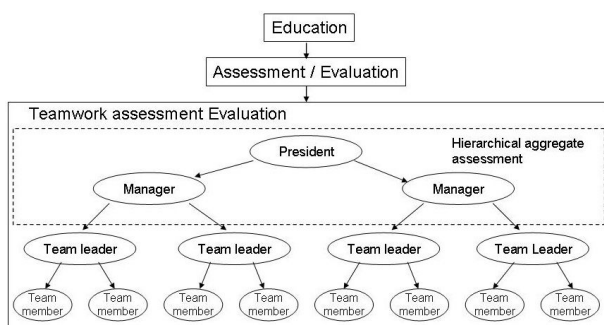 Education
Assessment / Evaluation
Teamwork assessment Evaluation
Hierarchical aggregate
assessment
President
Manager
Manager
Team leader
Team leader
Team leader
Team Leader
Team
member
Team
member
Team
member
Team
member
Team
member
Team
member
Team
member
Team
member